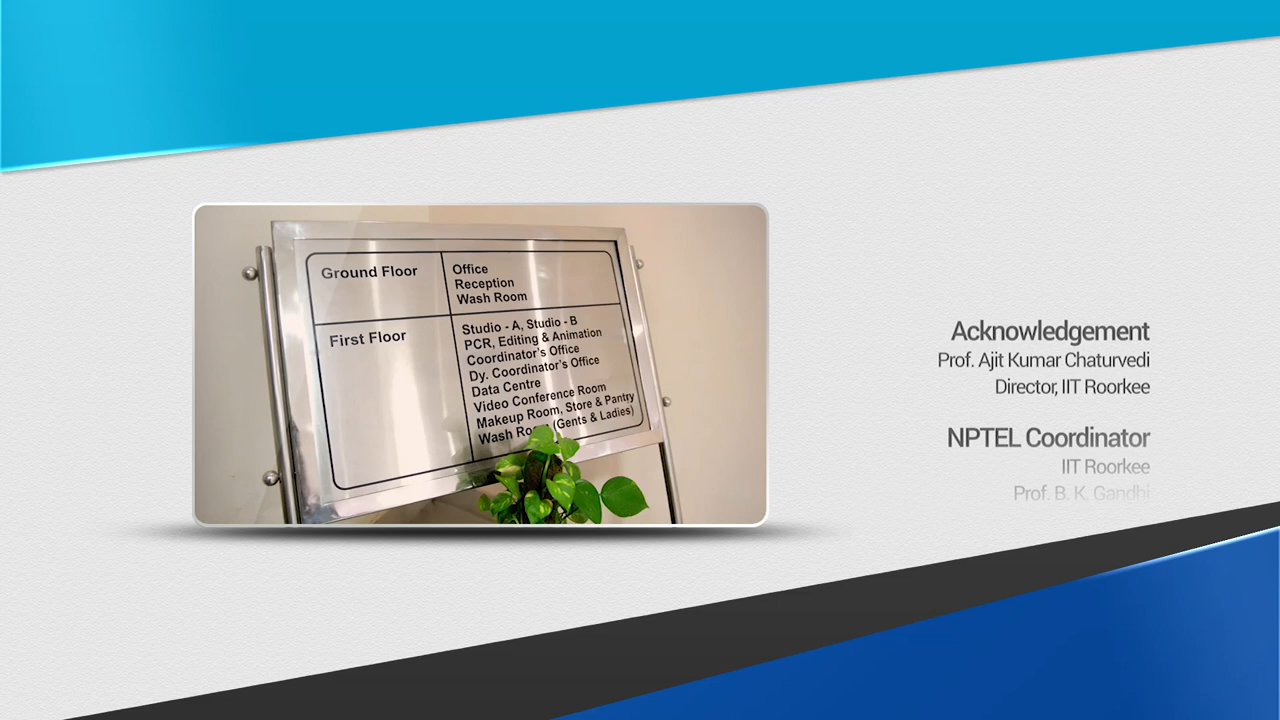 Ground Floor
Office
Reception
Wash Room
First Floor
Studio - A, Studio - B
PCR, Editing & Animation
Coordinator's Office
Dy. Coordinator's Office
Data Centre
Video Conference Room
Makeup Room, Store & Pantry
Wash Room (Gents & Ladies)
Acknowledgement
Prof. Ajit Kumar Chaturvedi
Director, IIT Roorkee
NPTEL Coordinator
IIT Roorkee
Prof. B. K. Gandhi